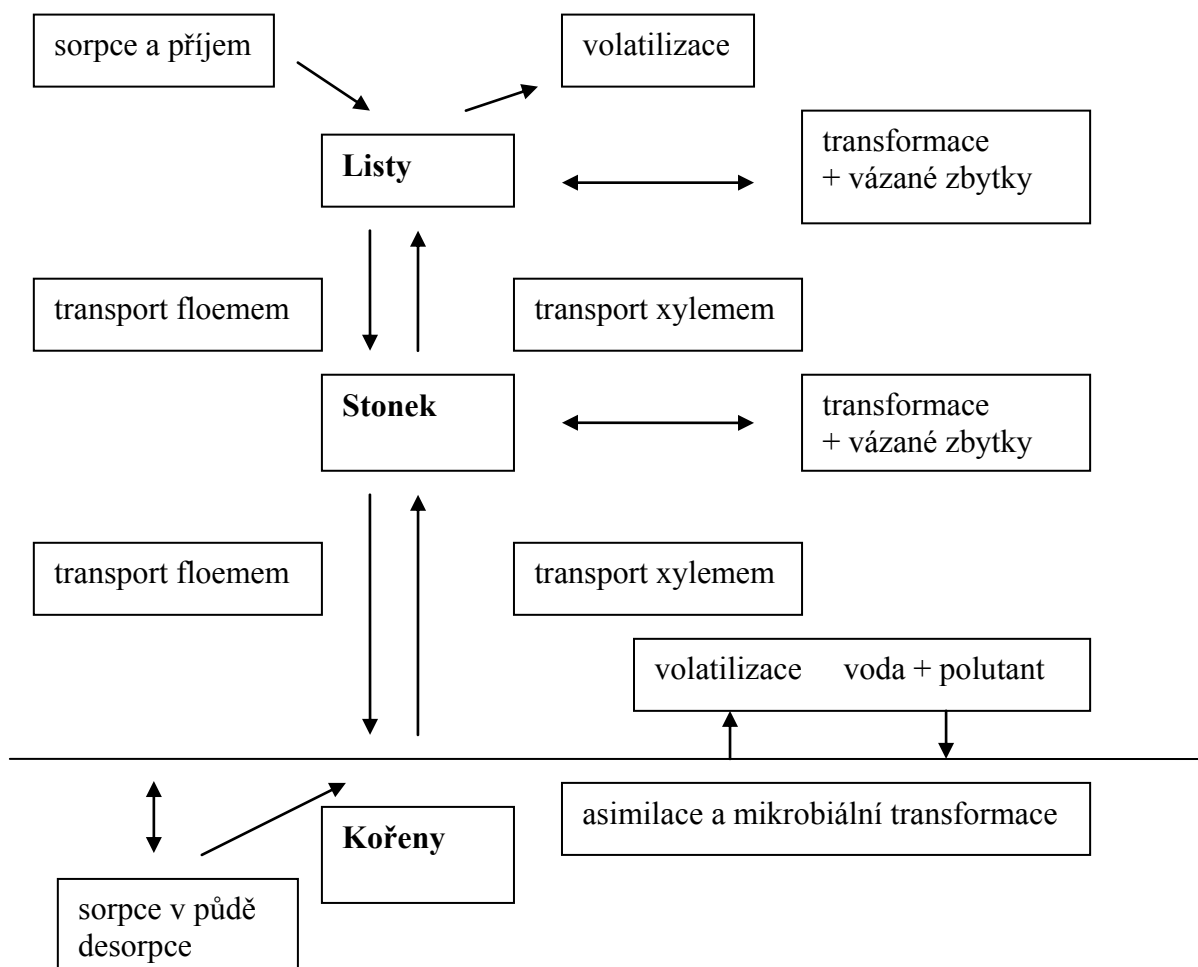 sorpce a příjem
volatilizace
Listy
transformace
+ vázané zbytky
transport floemem
transport xylemem
Stonek
transformace
+ vázané zbytky
transport floemem
transport xylemem
volatilizace voda + polutant
Kořeny
asimilace a mikrobiální transformace
sorpce v půdě
desorpce